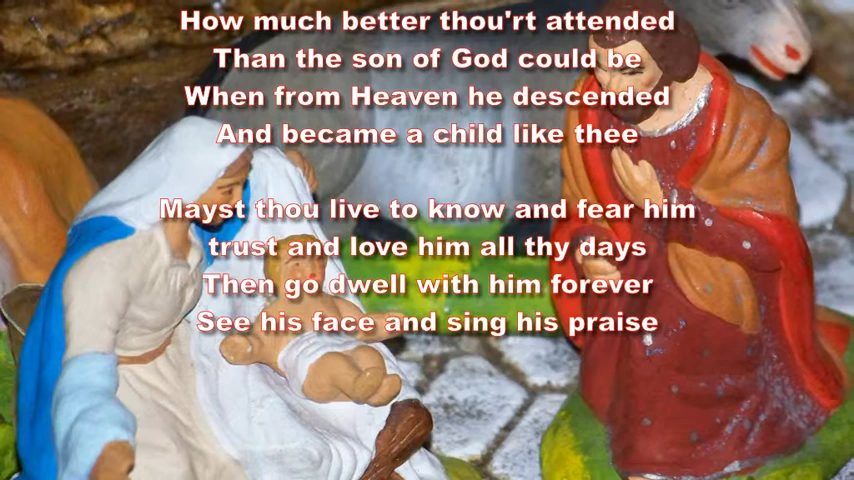 How much better thou'rt attended
Than the son of God could be
When from Heaven he descended
And became a child like thee
Mayst thou live to know and fear him
trust and love him all thy days
Then go dwell with him forever
See his face and sing his praise